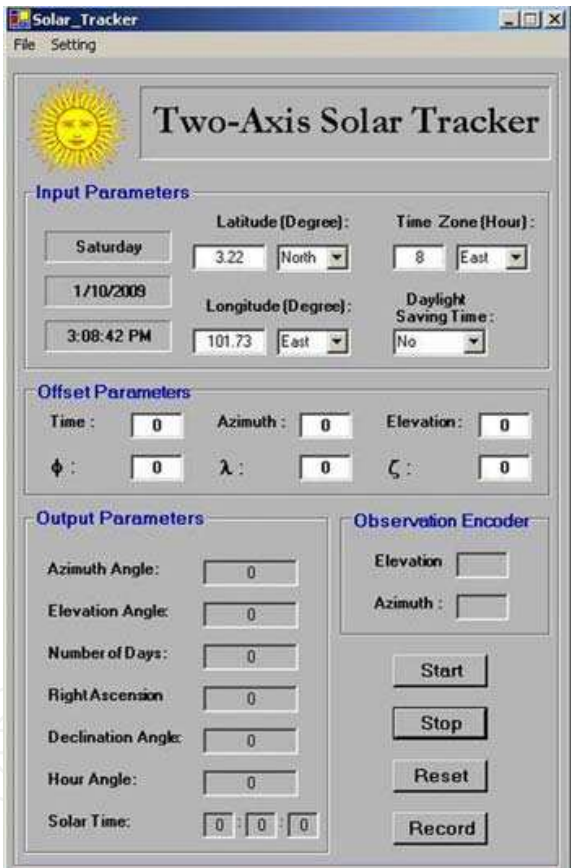 Solar_Tracker
File Setting
Two-Axis Solar Tracker
Input Parameters
Latitude (Degree) : Time Zone (Hour) :
Saturday 3.22 North 8 East
1/10/2009
Longitude (Degree) : Daylight Saving Time :
3:08:42 PM 101.73 East No
Offset Parameters
Time : 0 Azimuth : 0 Elevation : 0
ϕ : 0 λ : 0 ζ : 0
Output Parameters
Azimuth Angle: 0
Elevation Angle: 0
Number of Days: 0
Right Ascension 0
Declination Angle: 0
Hour Angle: 0
Solar Time: 0 : 0 : 0
Observation Encoder
Elevation
Azimuth :
Start
Stop
Reset
Record